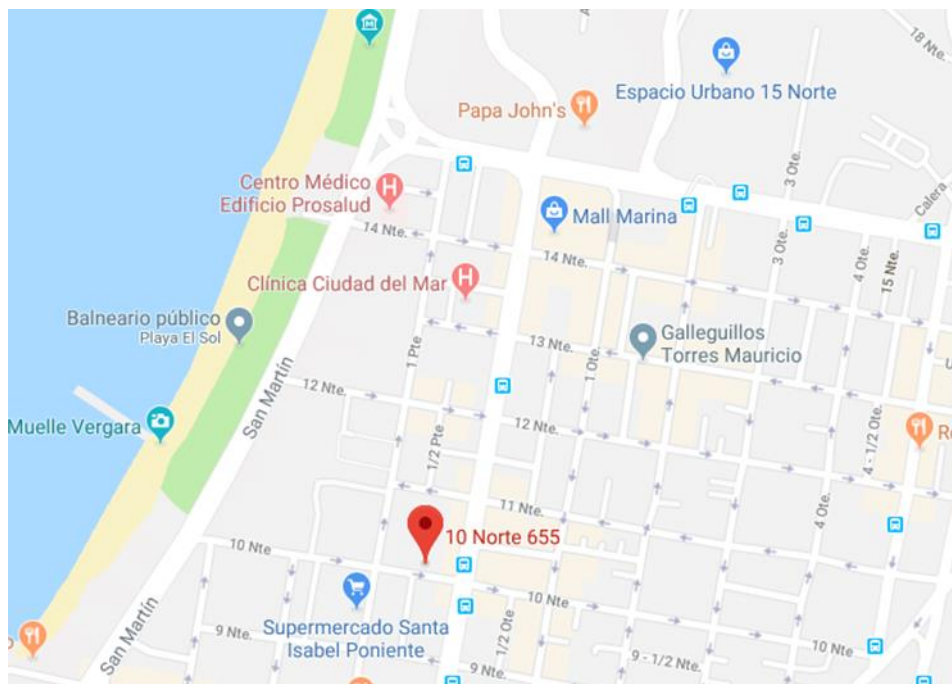 18 Nte.
Espacio Urbano 15 Norte
Papa John's
3 Ote.
Calera
Centro Médico
Edificio Prosalud
H
Mall Marina
14 Nte.
14 Nte.
3 Ote.
4 Ote.
15 Nte.
Clínica Ciudad del Mar
H
Balneario público
Playa El Sol
Galleguillos
Torres Mauricio
13 Nte.
1 Pte
1 Ote.
San Martín
12 Nte.
Muelle Vergara
1/2 Pte
12 Nte.
4 - 1/2 Ote.
11 Nte.
4 Ote.
10 Norte 655
10 Nte
10 Nte
10 Nte
Supermercado Santa
Isabel Poniente
9 Nte.
San Martín
1/2 Ote
9 Nte.
9 - 1/2 Nte.